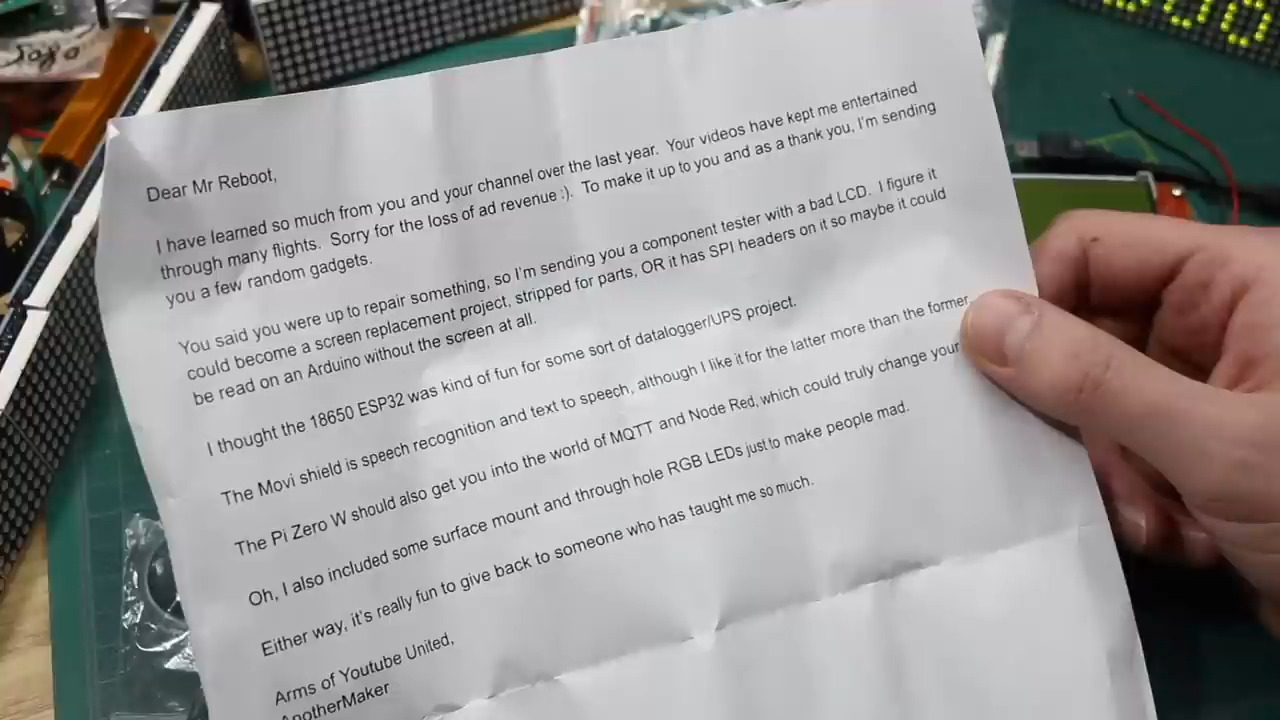 5080
Dear Mr Reboot,
I have learned so much from you and your channel over the last year. Your videos have kept me entertained
through many flights. Sorry for the loss of ad revenue :). To make it up to you and as a thank you, I'm sending
you a few random gadgets.
You said you were up to repair something, so I'm sending you a component tester with a bad LCD. I figure it
could become a screen replacement project, stripped for parts, OR it has SPI headers on it so maybe it could
be read on an Arduino without the screen at all.
I thought the 18650 ESP32 was kind of fun for some sort of datalogger/UPS project.
The Movi shield is speech recognition and text to speech, although I like it for the latter more than the former.
The Pi Zero W should also get you into the world of MQTT and Node Red, which could truly change your
Oh, I also included some surface mount and through hole RGB LEDs just to make people mad.
Either way, it's really fun to give back to someone who has taught me so much.
Arms of Youtube United,
AnotherMaker